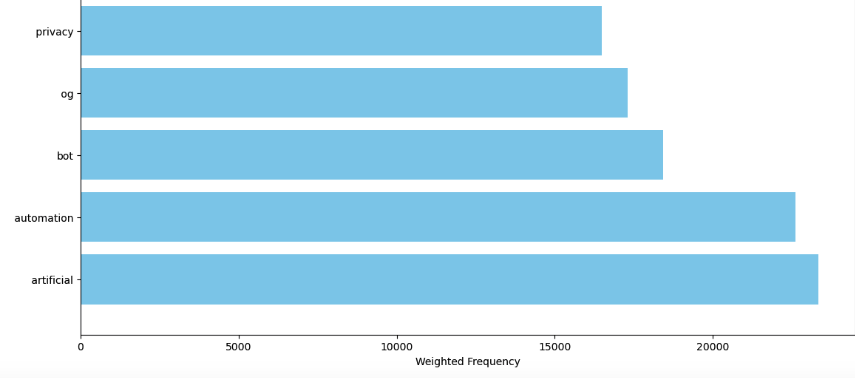 privacy
og
bot
automation
artificial
0 5000 10000 15000 20000
Weighted Frequency